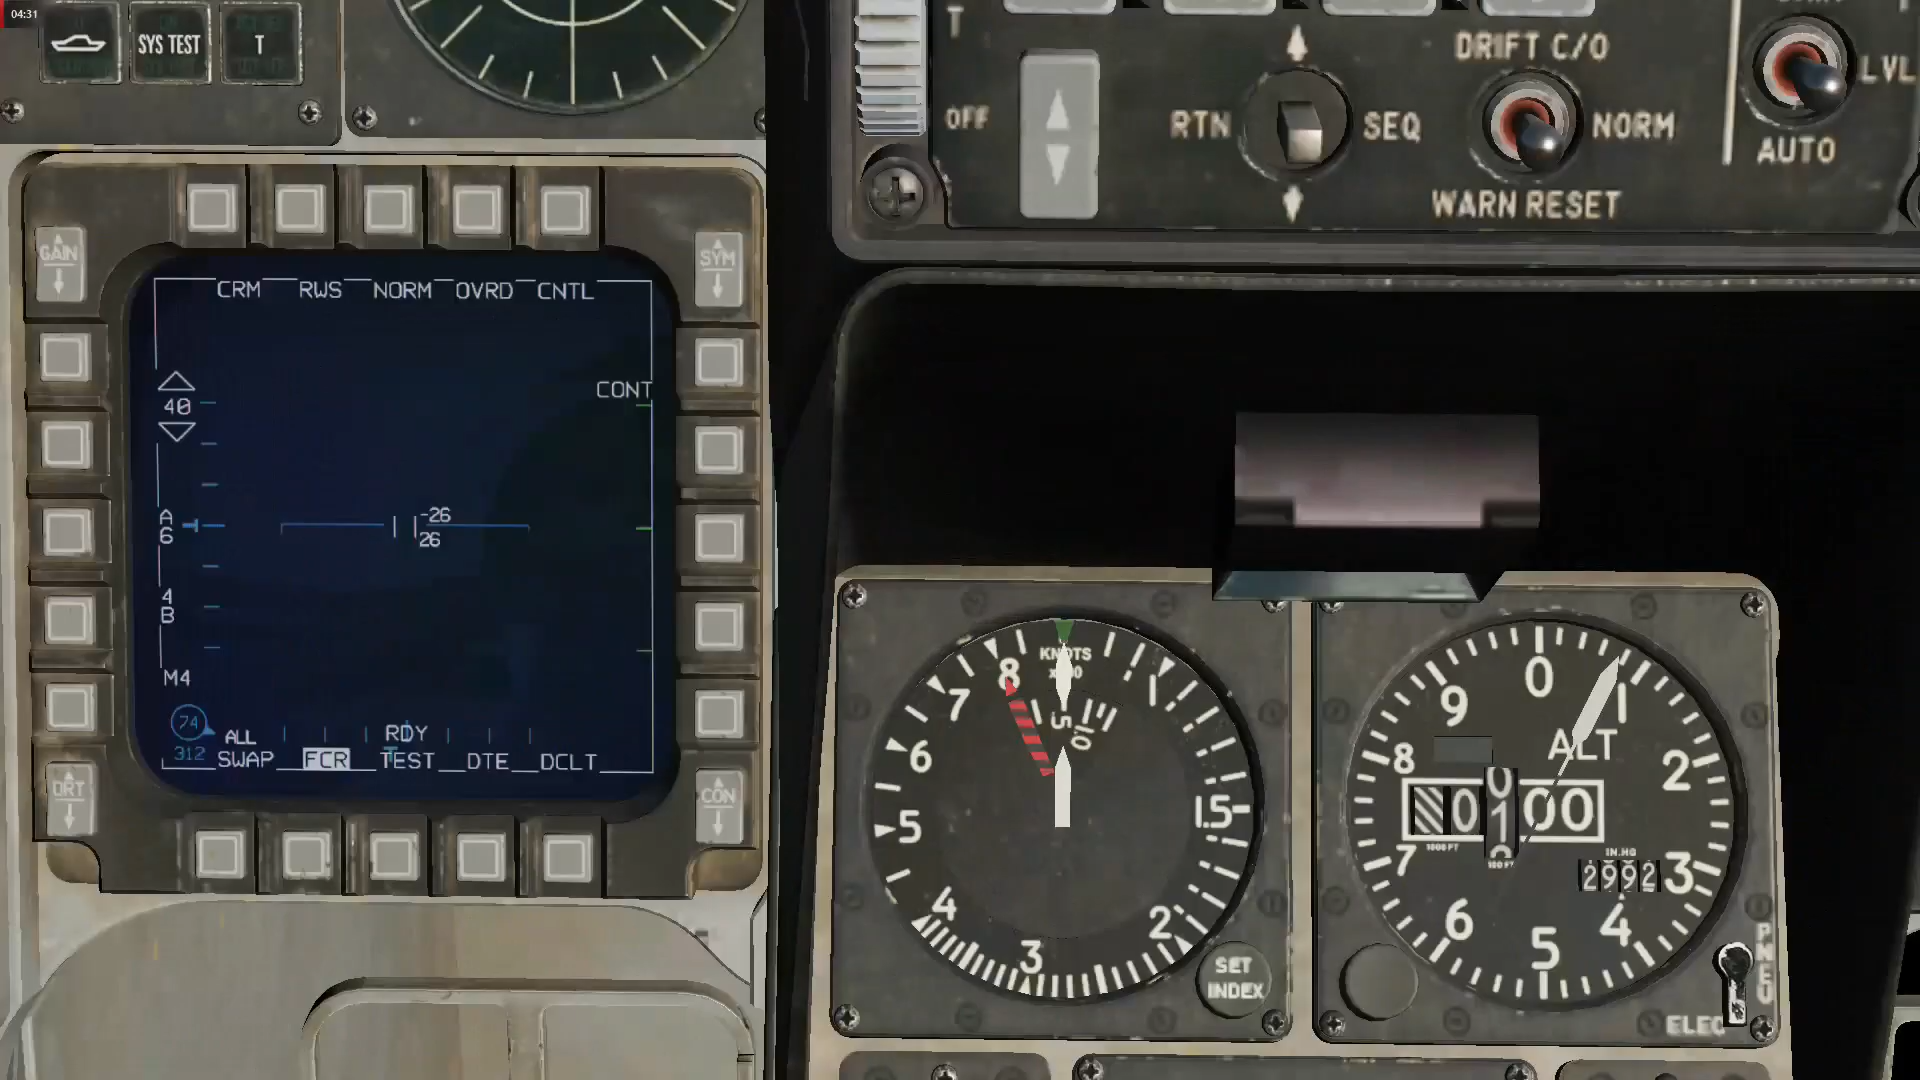 04:31
SYS TEST
T
T
OFF
RTN
SEQ
DRIFT C/O
NORM
WARN RESET
LVL
AUTO
GAIN
SYM
CRM RWS NORM OVRD CNTL
CONT
40
A
6
-26
26
4
B
M4
74
312
ALL
RDY
SWAP FCR TEST DTE DCLT
BRT
CON
KNOTS
8
7
6
5
4
3
2
1.5
1
SET
INDEX
0
1
2
3
4
5
6
7
8
9
ALT
0 1 00
1000 FT
100 FT
IN.HG
2992
PNEU
ELEC